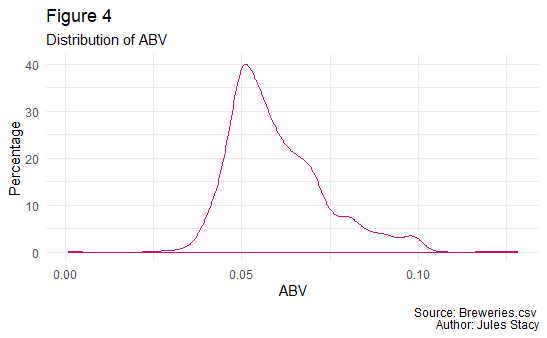 Figure 4
Distribution of ABV
Percentage
40
30
20
10
0
0.00
0.05
0.10
ABV
Source: Breweries.csv
Author: Jules Stacy